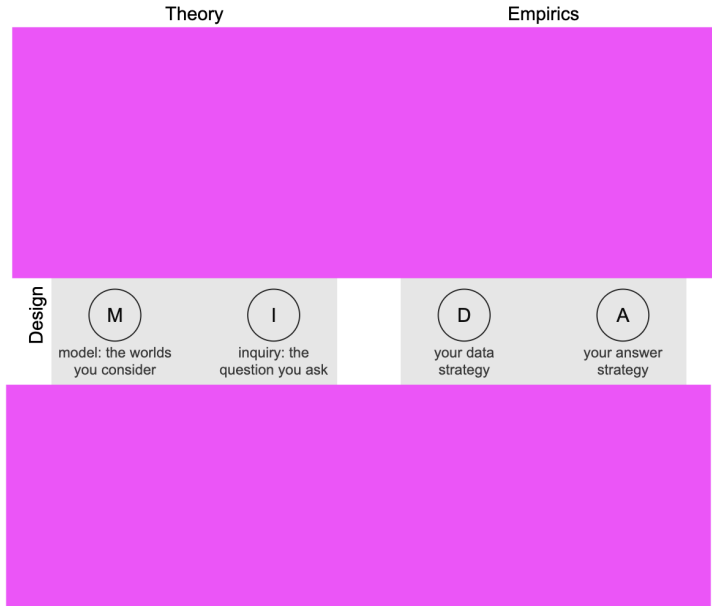 Theory
Empirics
Design
M
I
D
A
model: the worlds
you consider
inquiry: the
question you ask
your data
strategy
your answer
strategy